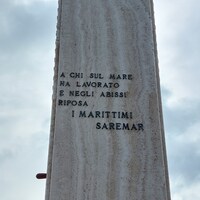 A CHI SUL MARE
HA LAVORATO
E NEGLI ABISSI
RIPOSA
I MARITTIMI
SAREMAR